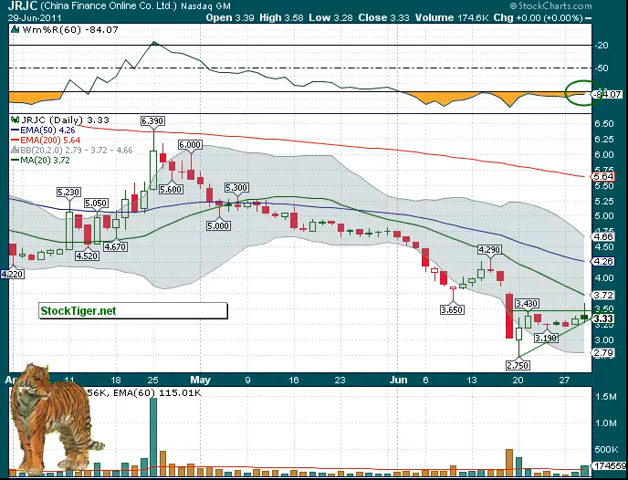 JRJC (China Finance Online Co. Ltd.) Nasdaq GM
© StockCharts.com
29-Jun-2011
Open 3.39 High 3.58 Low 3.28 Close 3.33 Volume 174.6K Chg +0.00 (+0.00%)
Wm%R(60) -84.07
-20
-50
-84.07
JRJC (Daily) 3.33
EMA(50) 4.26
EMA(200) 5.64
BB(20,2.0) 2.79 - 3.72 - 4.66
MA(20) 3.72
6.390
6.000
5.600
5.230
5.300
5.050
5.000
4.670
4.520
4.220
4.290
3.650
3.430
3.190
2.750
6.50
6.25
6.00
5.75
5.64
5.50
5.25
5.00
4.75
4.66
4.50
4.26
4.00
3.72
3.50
3.33
3.25
3.00
2.79
StockTiger.net
11 18 25 May 9 16 23 Jun 6 13 20 27
56K, EMA(60) 115.01K
1.5M
1.0M
500K
174559